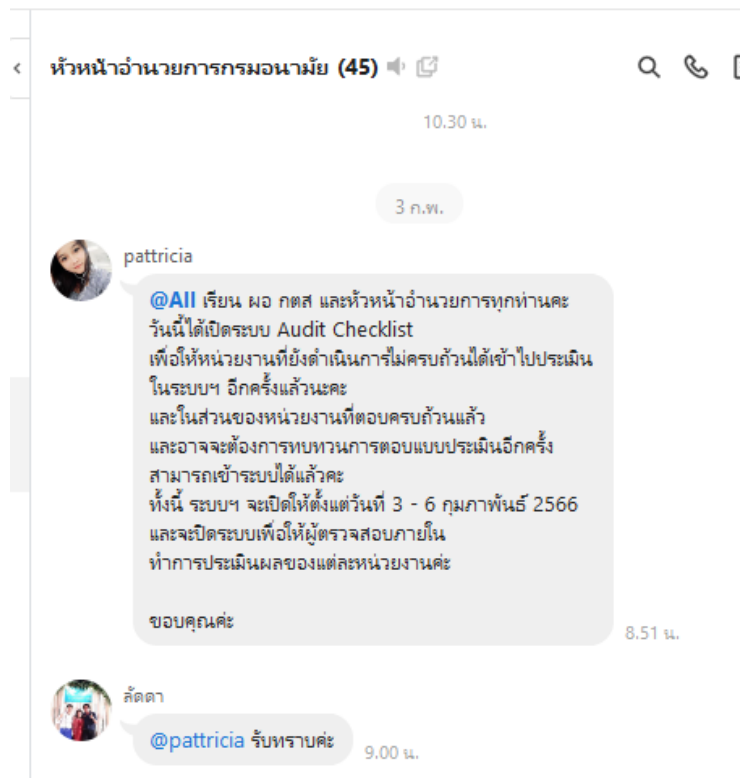 หัวหน้าอำนวยการกรมอนามัย (45)
10.30 น.
3 ก.พ.
pattricia
@All เรียน ผอ กตส และหัวหน้าอำนวยการทุกท่านคะ
วันนี้ได้เปิดระบบ Audit Checklist
เพื่อให้หน่วยงานที่ยังดำเนินการไม่ครบถ้วนได้เข้าไปประเมิน
ในระบบฯ อีกครั้งแล้วนะคะ
และในส่วนของหน่วยงานที่ตอบครบถ้วนแล้ว
และอาจจะต้องการทบทวนการตอบแบบประเมินอีกครั้ง
สามารถเข้าระบบได้แล้วคะ
ทั้งนี้ ระบบฯ จะเปิดให้ตั้งแต่วันที่ 3 - 6 กุมภาพันธ์ 2566
และจะปิดระบบเพื่อให้ผู้ตรวจสอบภายใน
ทำการประเมินผลของแต่ละหน่วยงานค่ะ
ขอบคุณค่ะ
8.51 น.
ลัดดา
@pattricia รับทราบค่ะ
9.00 น.